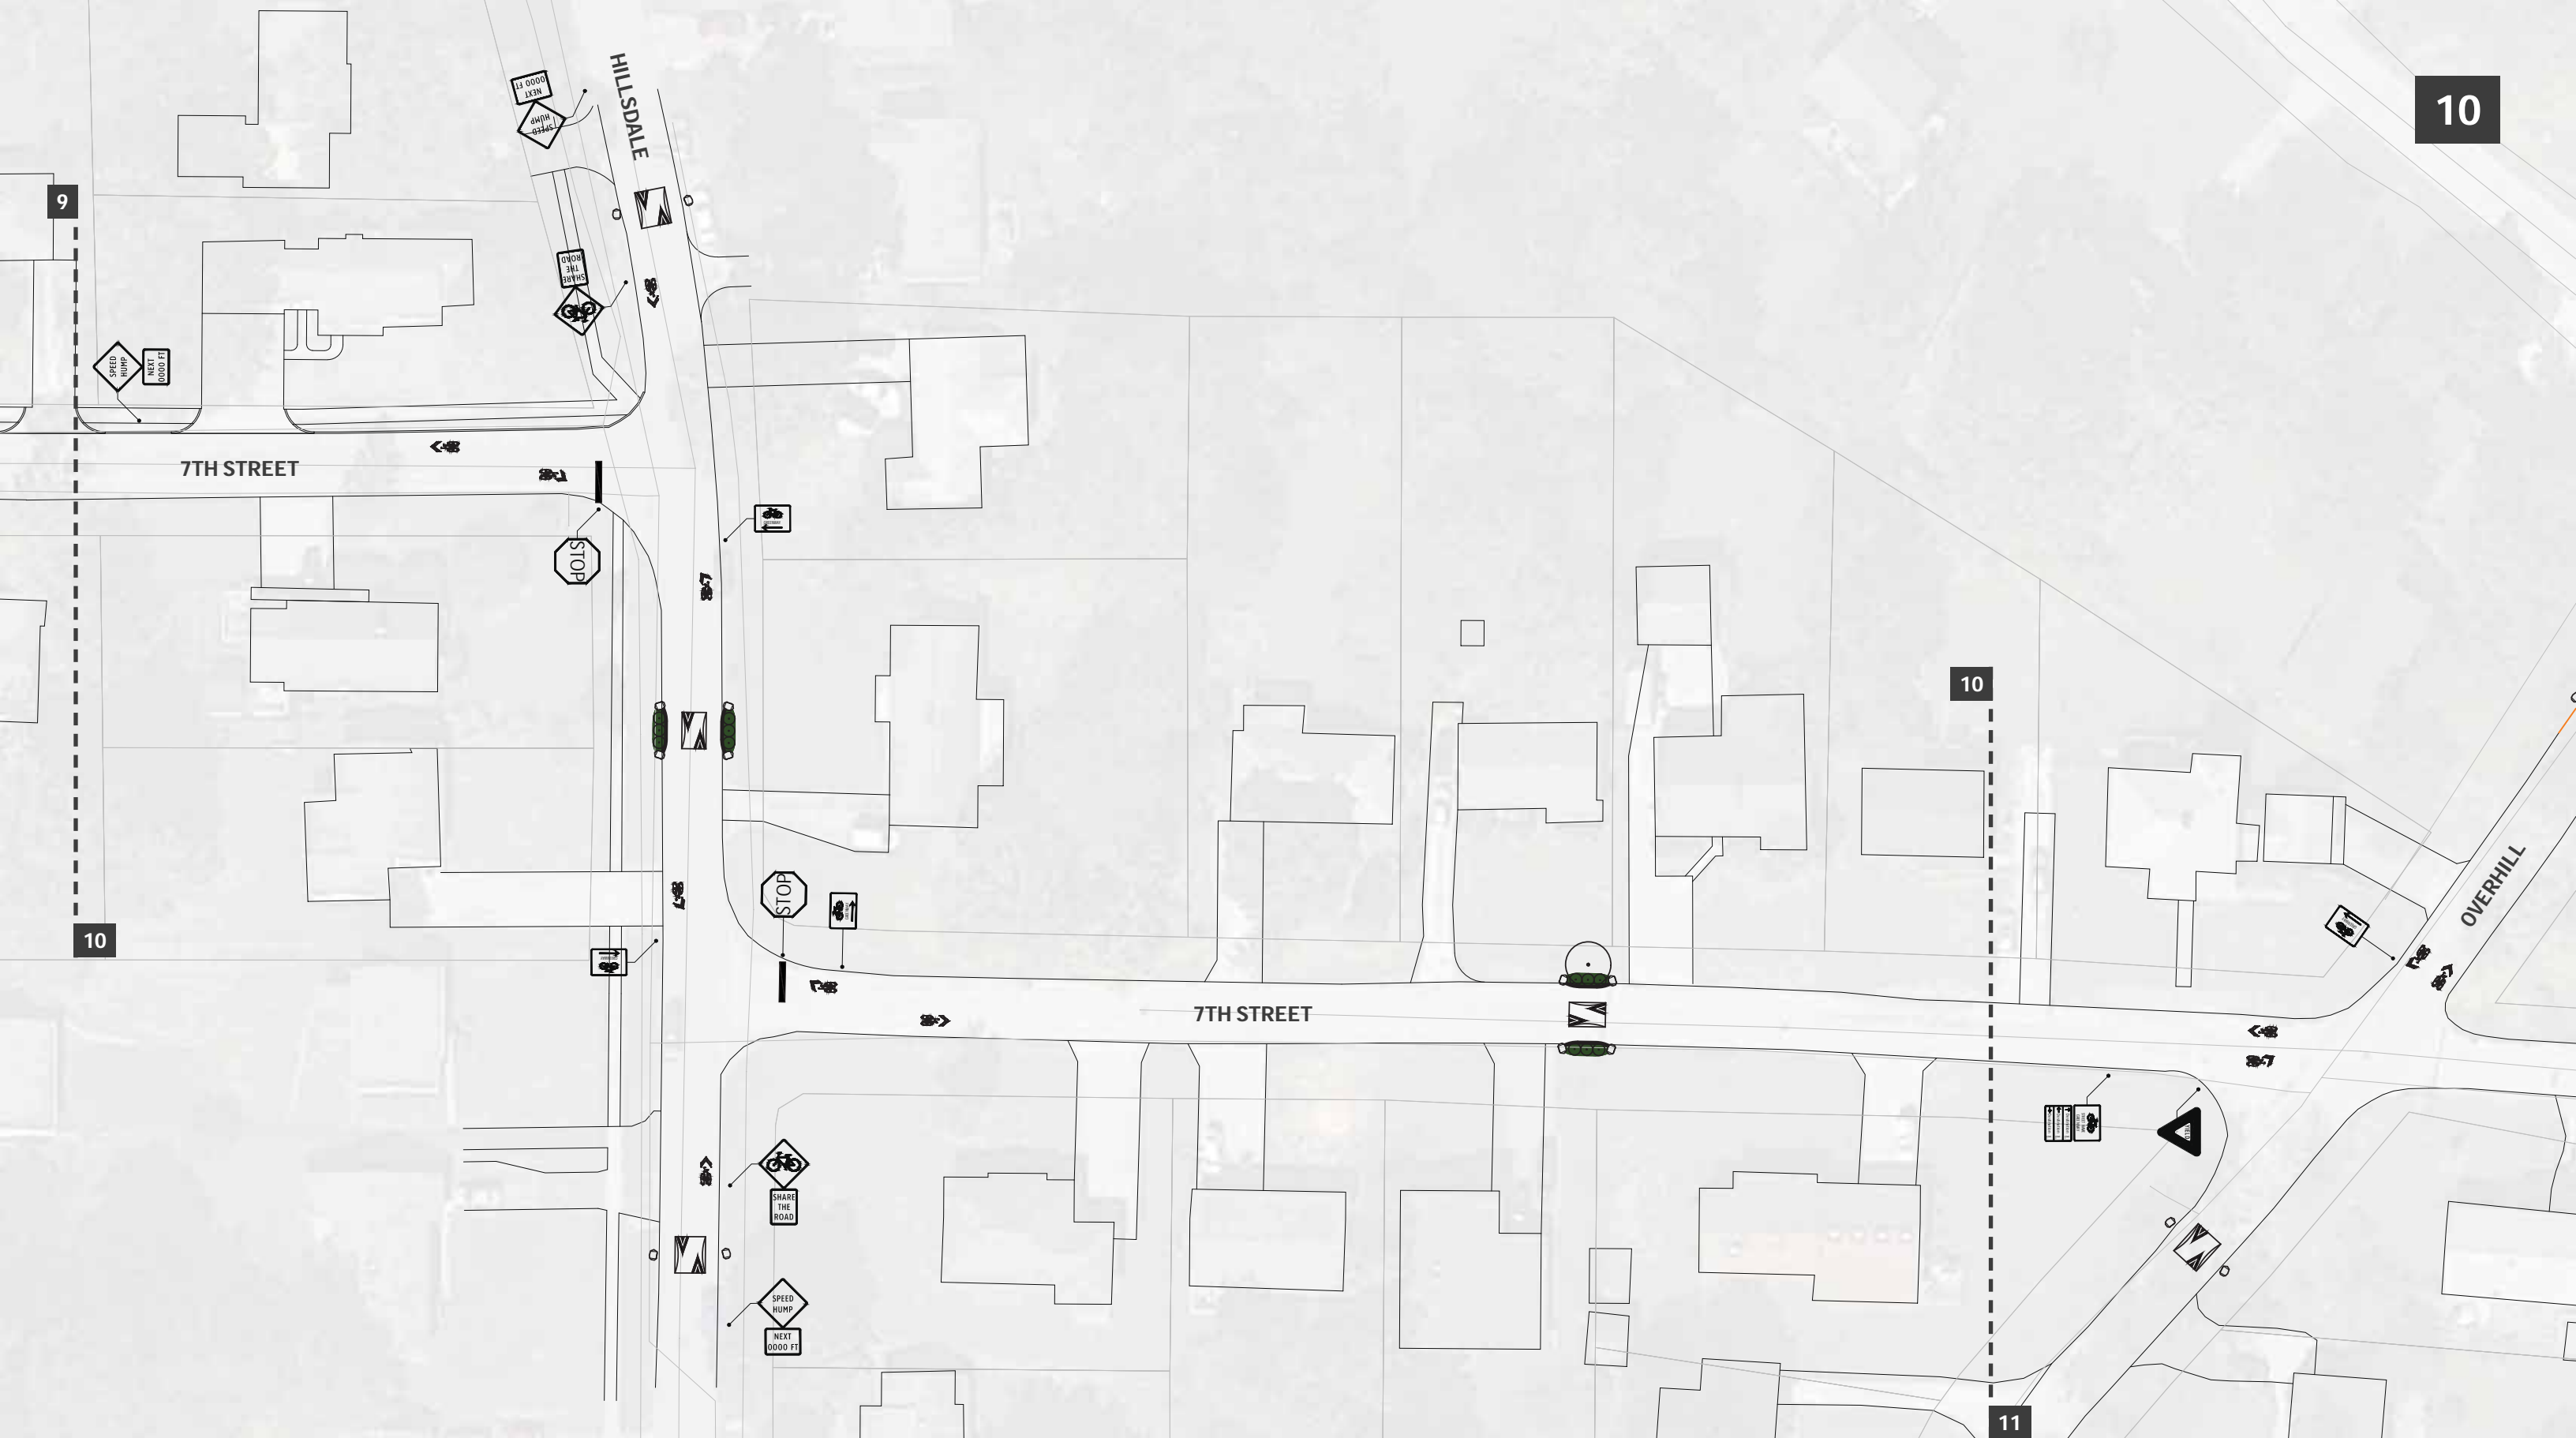 10
HILLSDALE
NEXT
0000 FT
SPEED
HUMP
9
SHARE
THE
ROAD
SPEED
HUMP
NEXT
0000 FT
7TH STREET
STOP
10
10
STOP
OVERHILL
7TH STREET
YIELD
SHARE
THE
ROAD
SPEED
HUMP
NEXT
0000 FT
11